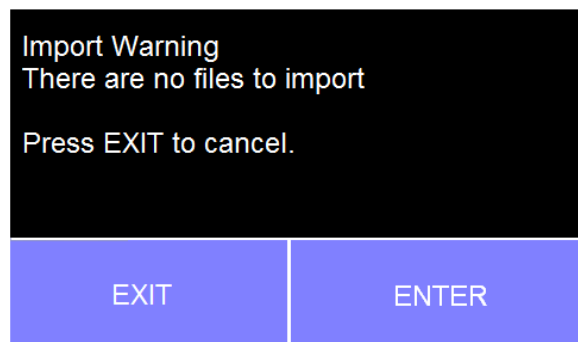 Import Warning
There are no files to import
Press EXIT to cancel.
EXIT
ENTER